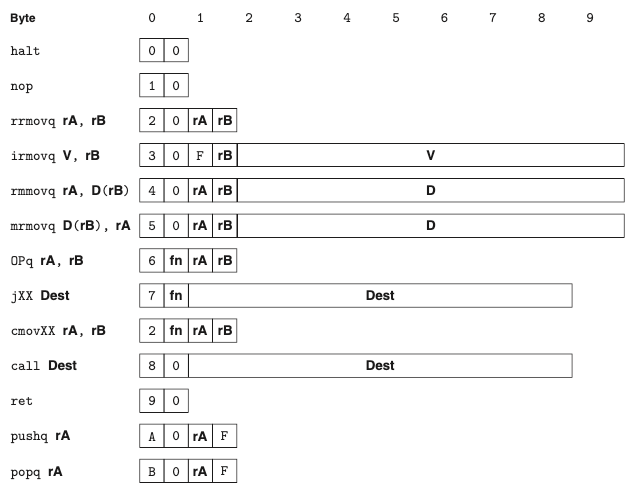 Byte 0 1 2 3 4 5 6 7 8 9
halt 0 0
nop 1 0
rrmovq rA, rB 2 0 rA rB
irmovq V, rB 3 0 F rB V
rmmovq rA, D(rB) 4 0 rA rB D
mrmovq D(rB), rA 5 0 rA rB D
OPq rA, rB 6 fn rA rB
jXX Dest 7 fn Dest
cmovXX rA, rB 2 fn rA rB
call Dest 8 0 Dest
ret 9 0
pushq rA A 0 rA F
popq rA B 0 rA F